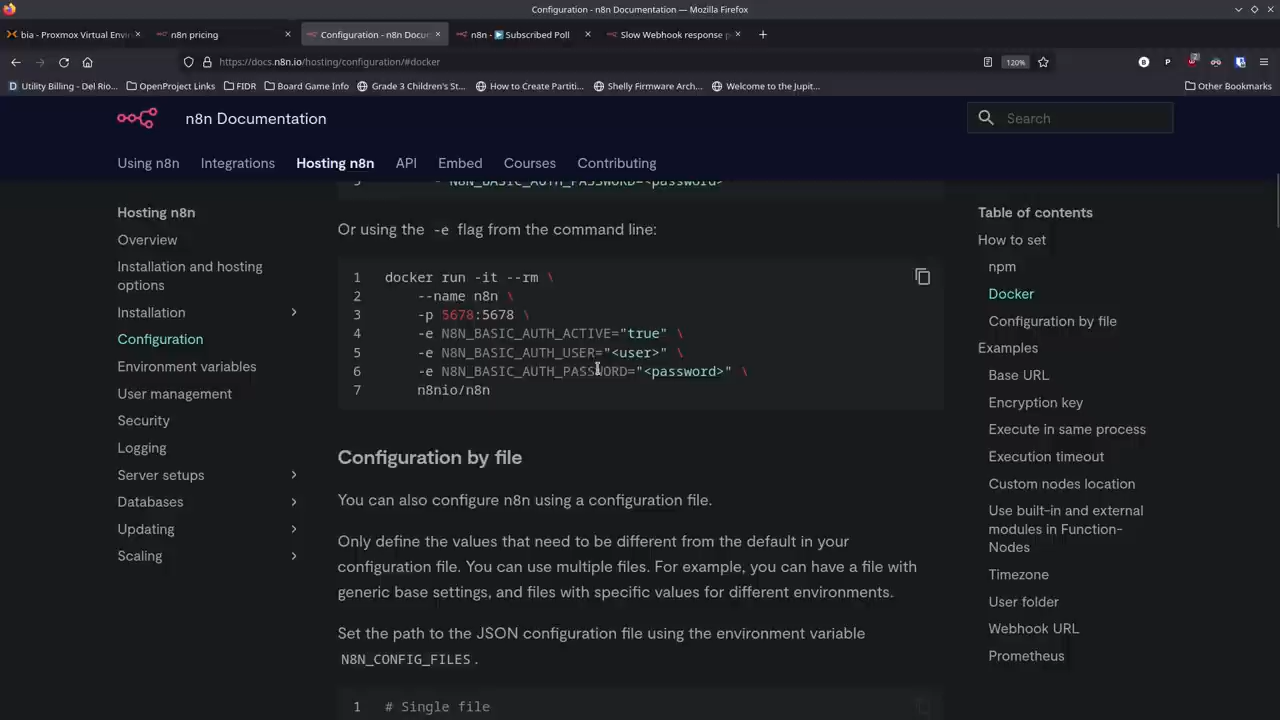 Configuration - n8n Documentation — Mozilla Firefox
bia - Proxmox Virtual Envi
n8n pricing
Configuration - n8n Docum
n8n - ▶ Subscribed Poll
Slow Webhook response p
https://docs.n8n.io/hosting/configuration/#docker
120%
Utility Billing - Del Rio...
OpenProject Links
FIDR
Board Game Info
Grade 3 Children's St...
How to Create Partiti...
Shelly Firmware Arch...
Welcome to the Jupit...
Other Bookmarks
n8n Documentation
Search
Using n8n
Integrations
Hosting n8n
API
Embed
Courses
Contributing
Hosting n8n
Overview
Installation and hosting
options
Installation
Configuration
Environment variables
User management
Security
Logging
Server setups
Databases
Updating
Scaling
5 - N8N_BASIC_AUTH_PASSWORD=<password>
Or using the -e flag from the command line:
1 docker run -it --rm \
2 --name n8n \
3 -p 5678:5678 \
4 -e N8N_BASIC_AUTH_ACTIVE="true" \
5 -e N8N_BASIC_AUTH_USER="<user>" \
6 -e N8N_BASIC_AUTH_PASSWORD="<password>" \
7 n8nio/n8n
Configuration by file
You can also configure n8n using a configuration file.
Only define the values that need to be different from the default in your
configuration file. You can use multiple files. For example, you can have a file with
generic base settings, and files with specific values for different environments.
Set the path to the JSON configuration file using the environment variable
N8N_CONFIG_FILES.
1 # Single file
Table of contents
How to set
npm
Docker
Configuration by file
Examples
Base URL
Encryption key
Execute in same process
Execution timeout
Custom nodes location
Use built-in and external
modules in Function-
Nodes
Timezone
User folder
Webhook URL
Prometheus